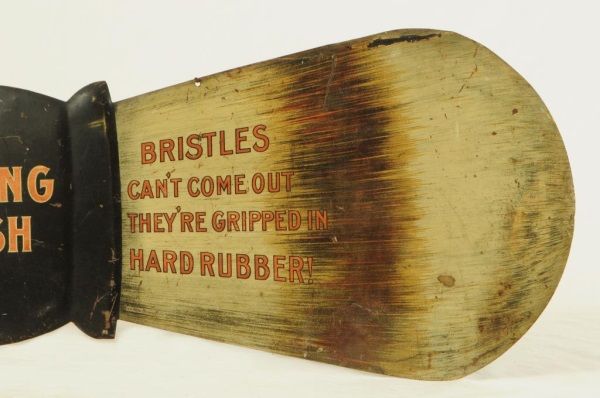 NG
SH
BRISTLES
CAN'T COME OUT
THEY'RE GRIPPED IN
HARD RUBBER!